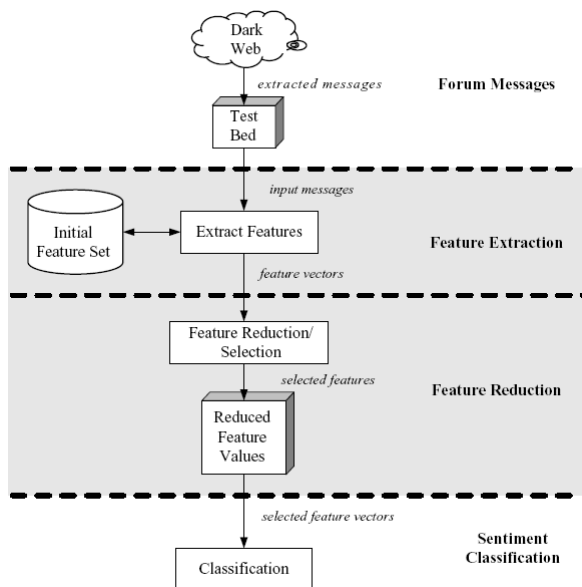 Dark
Web
extracted messages
Forum Messages
Test
Bed
input messages
Initial
Feature Set
Extract Features
Feature Extraction
feature vectors
Feature Reduction/
Selection
selected features
Feature Reduction
Reduced
Feature
Values
selected feature vectors
Sentiment
Classification
Classification